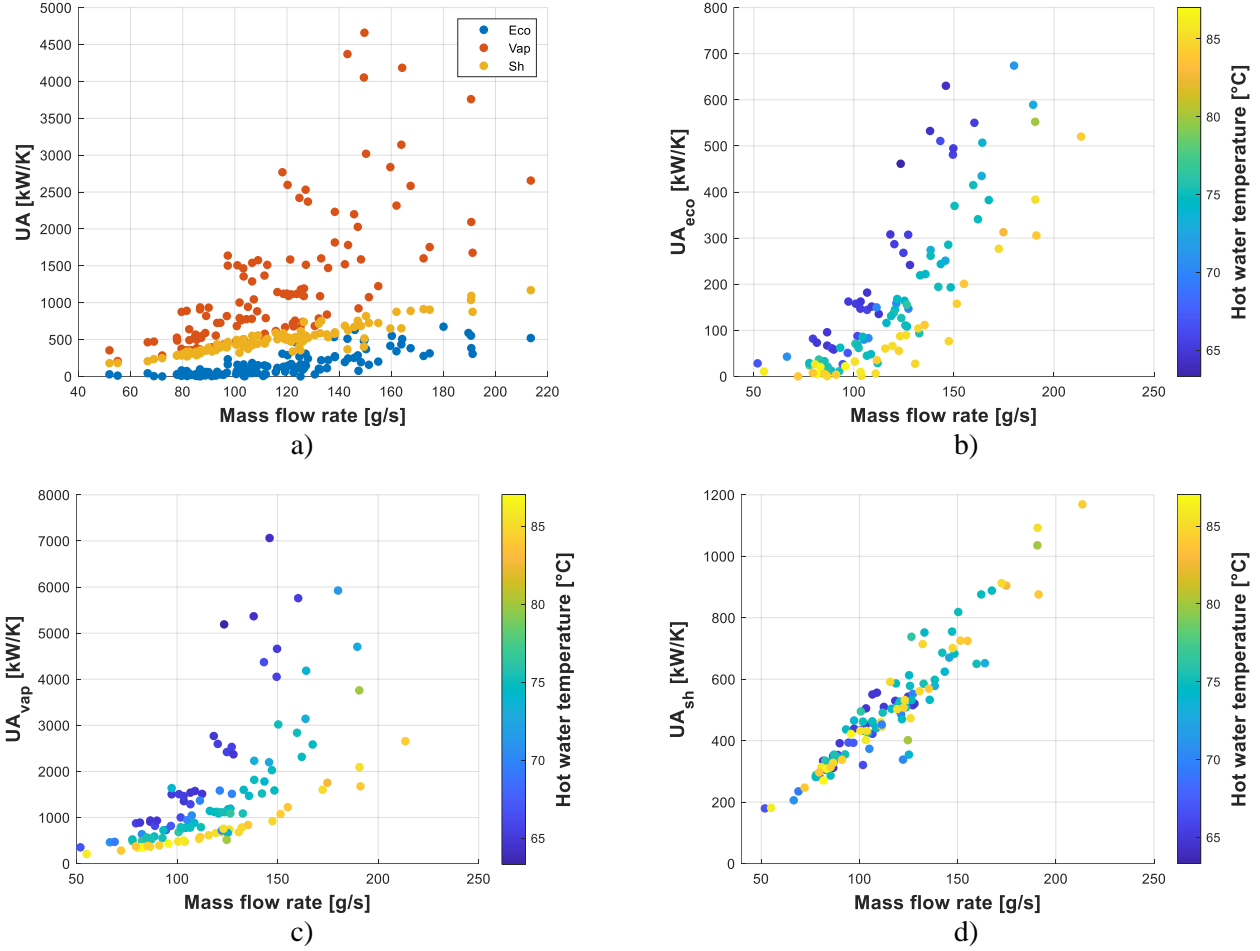 5000
4500
4000
3500
3000
2500
2000
1500
1000
500
0
40 60 80 100 120 140 160 180 200 220
UA [kW/K]
Mass flow rate [g/s]
Eco
Vap
Sh
a)
800
700
600
500
400
300
200
100
0
50 100 150 200 250
UAeco [kW/K]
Mass flow rate [g/s]
85
80
75
70
65
Hot water temperature [°C]
b)
8000
7000
6000
5000
4000
3000
2000
1000
0
50 100 150 200 250
UAvap [kW/K]
Mass flow rate [g/s]
85
80
75
70
65
Hot water temperature [°C]
c)
1200
1000
800
600
400
200
0
50 100 150 200 250
UAsh [kW/K]
Mass flow rate [g/s]
85
80
75
70
65
Hot water temperature [°C]
d)